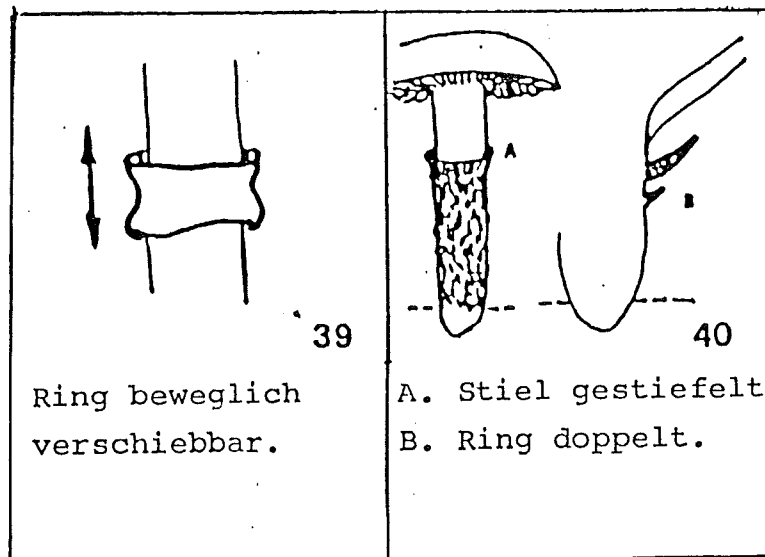 39
Ring beweglich
verschiebbar.
A
B
40
A. Stiel gestiefelt
B. Ring doppelt.